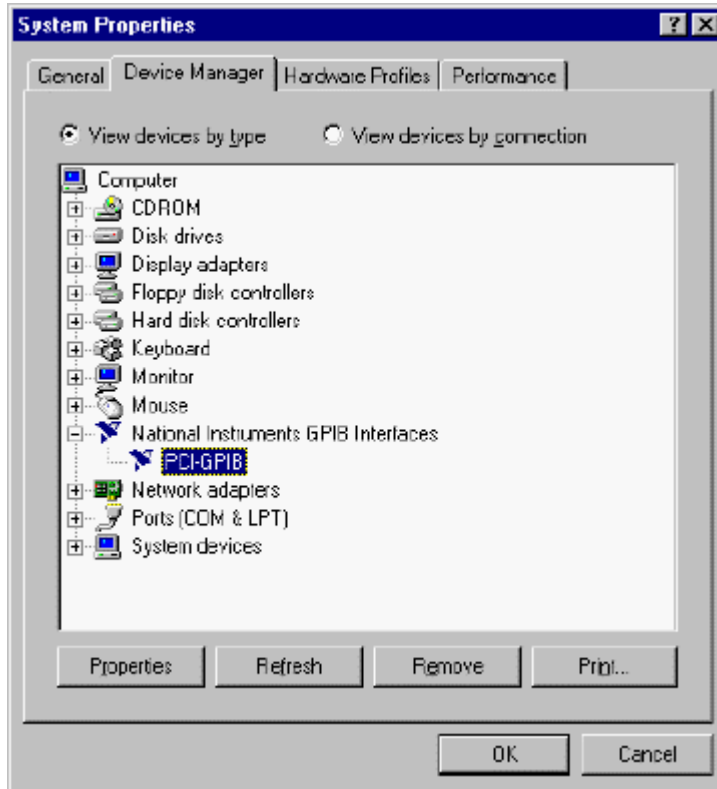 System Properties
General Device Manager Hardware Profiles Performance
View devices by type View devices by connection
Computer
CDROM
Disk drives
Display adapters
Floppy disk controllers
Hard disk controllers
Keyboard
Monitor
Mouse
National Instruments GPIB Interfaces
PCI-GPIB
Network adapters
Ports (COM & LPT)
System devices
Properties Refresh Remove Print...
OK Cancel